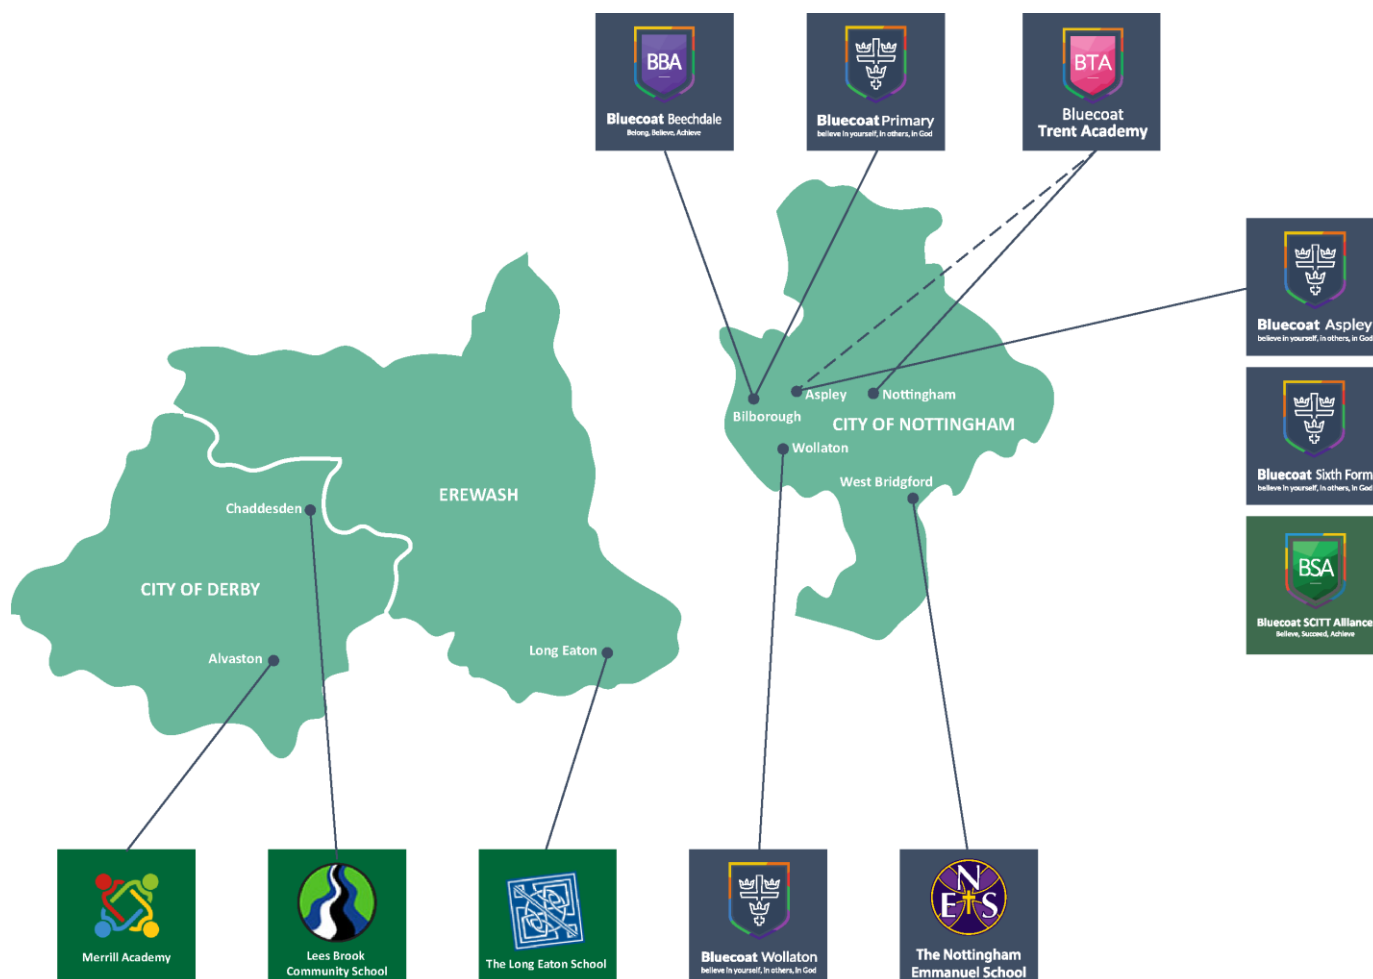 BBA
Bluecoat Beechdale
Belong, Believe, Achieve
Bluecoat Primary
believe in yourself, in others, in God
BTA
Bluecoat
Trent Academy
Bluecoat Aspley
believe in yourself, in others, in God
Bluecoat Sixth Form
believe in yourself, in others, in God
BSA
Bluecoat SCITT Alliance
Believe, Succeed, Achieve
Aspley
Nottingham
Bilborough
CITY OF NOTTINGHAM
Wollaton
West Bridgford
EREWASH
Chaddesden
CITY OF DERBY
Alvaston
Long Eaton
Merrill Academy
Lees Brook
Community School
The Long Eaton School
Bluecoat Wollaton
believe in yourself, in others, in God
N
E S
The Nottingham
Emmanuel School